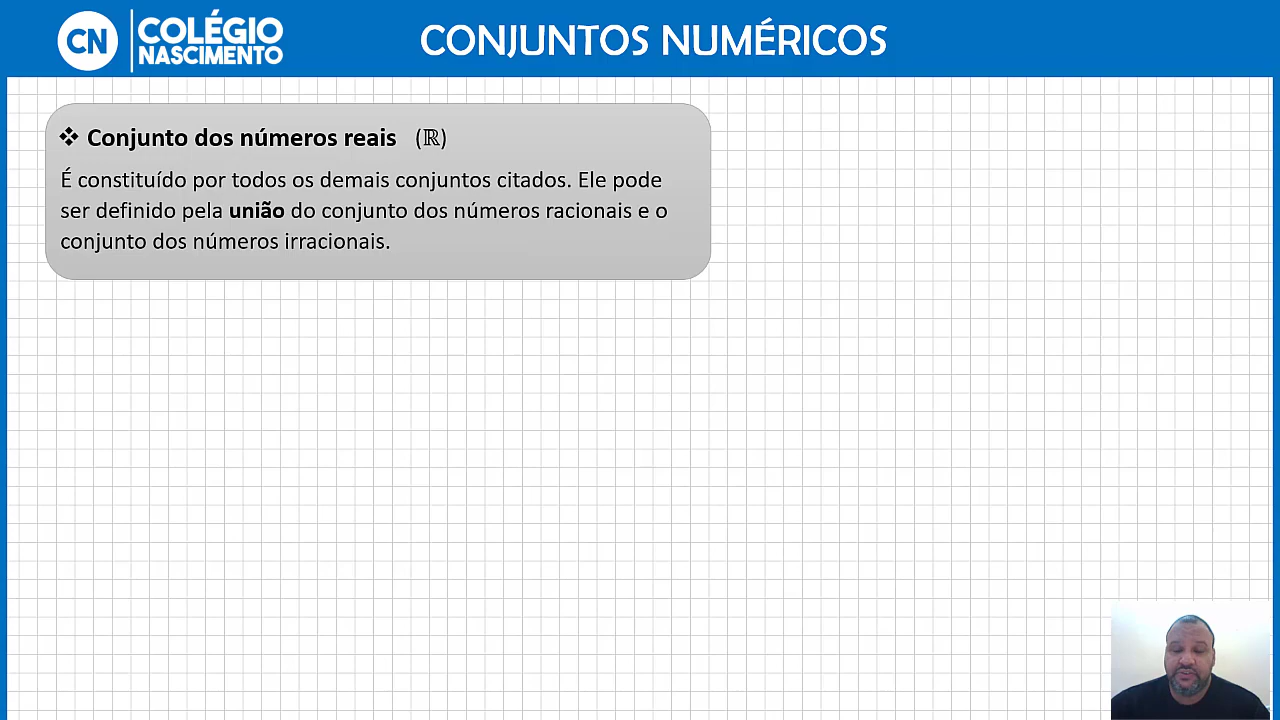 CN COLÉGIO NASCIMENTO
CONJUNTOS NUMÉRICOS
❖ Conjunto dos números reais (ℝ)
É constituído por todos os demais conjuntos citados. Ele pode
ser definido pela união do conjunto dos números racionais e o
conjunto dos números irracionais.